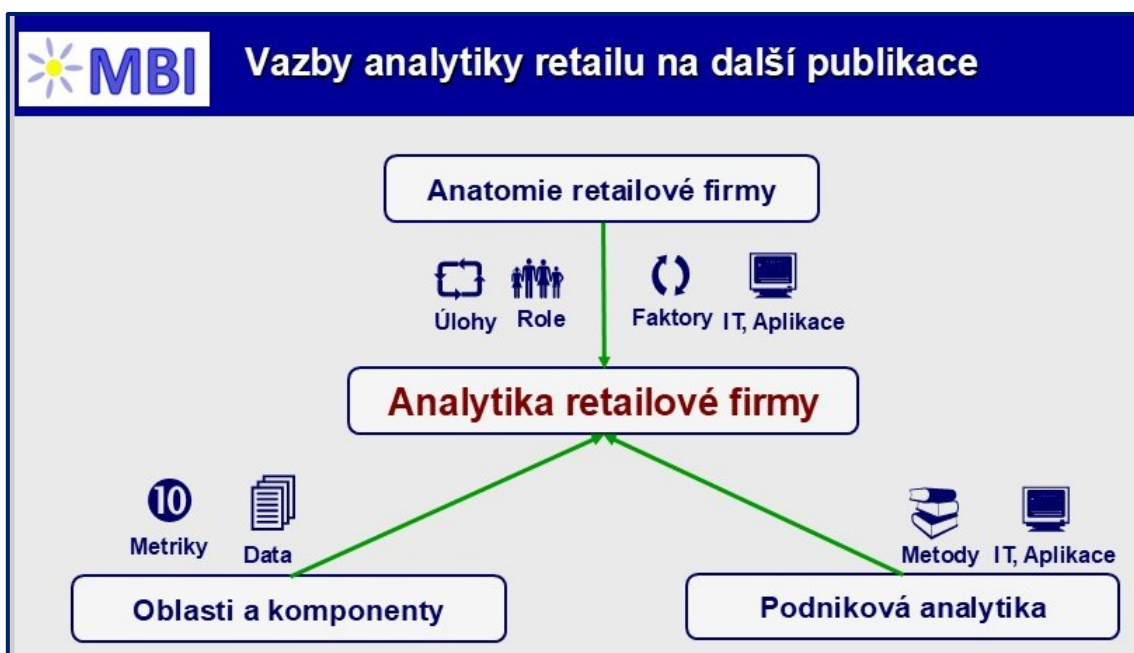 MBI
Vazby analytiky retailu na další publikace
Anatomie retailové firmy
Úlohy
Role
Faktory
IT, Aplikace
Analytika retailové firmy
10
Metriky
Data
Metody
IT, Aplikace
Oblasti a komponenty
Podniková analytika